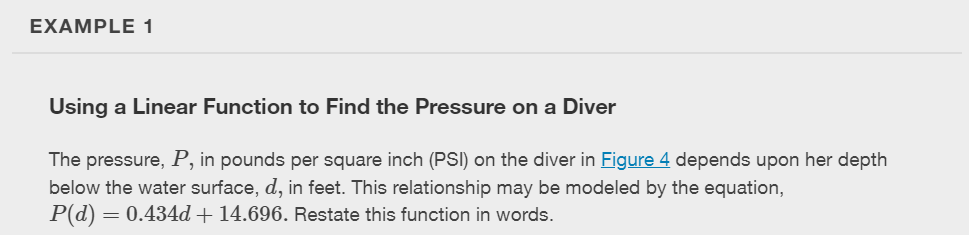 EXAMPLE 1
Using a Linear Function to Find the Pressure on a Diver
The pressure, P, in pounds per square inch (PSI) on the diver in Figure 4 depends upon her depth
below the water surface, d, in feet. This relationship may be modeled by the equation,
P(d) = 0.434d + 14.696. Restate this function in words.